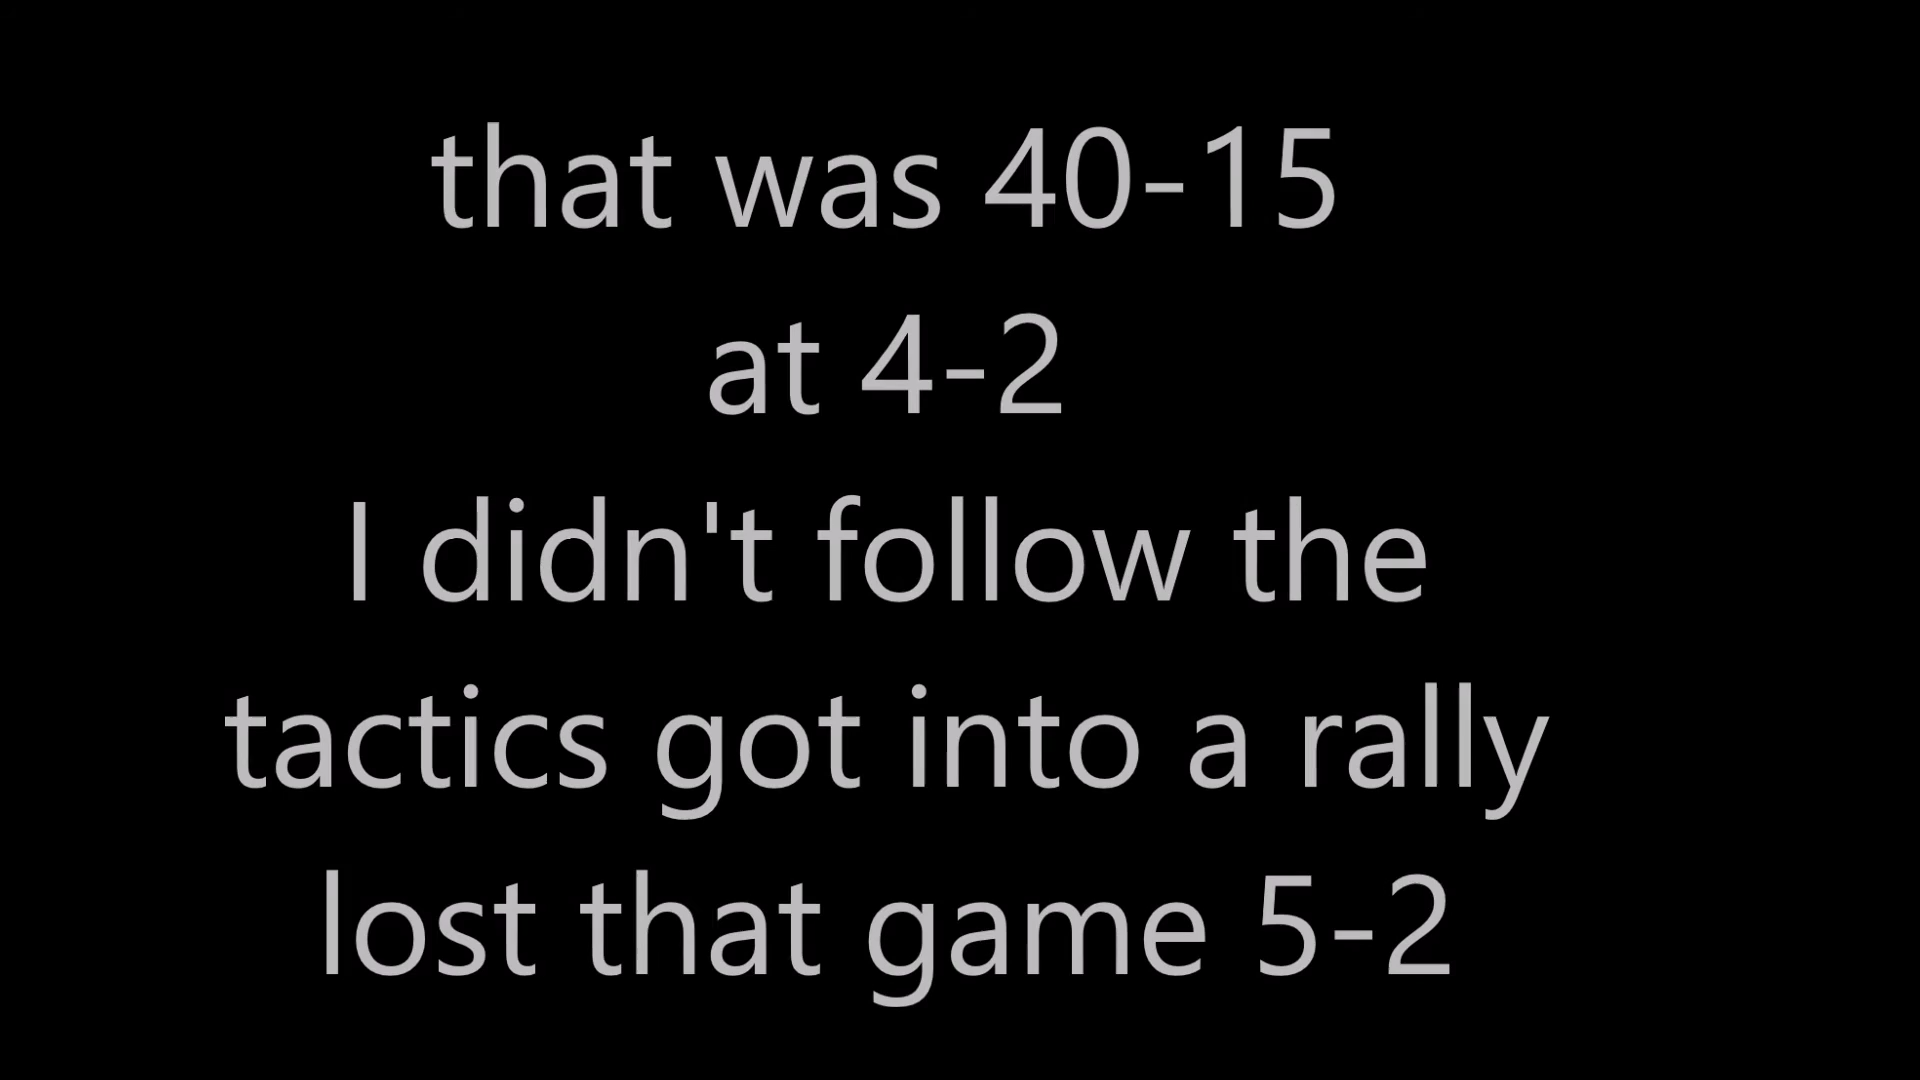 that was 40-15
at 4-2
I didn't follow the
tactics got into a rally
lost that game 5-2